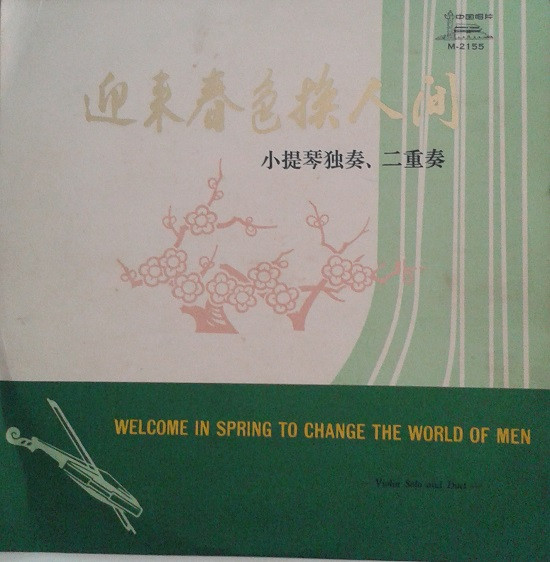 中国唱片
M-2155
迎来春色换人间
小提琴独奏、二重奏
WELCOME IN SPRING TO CHANGE THE WORLD OF MEN
Violin Solo and Duet